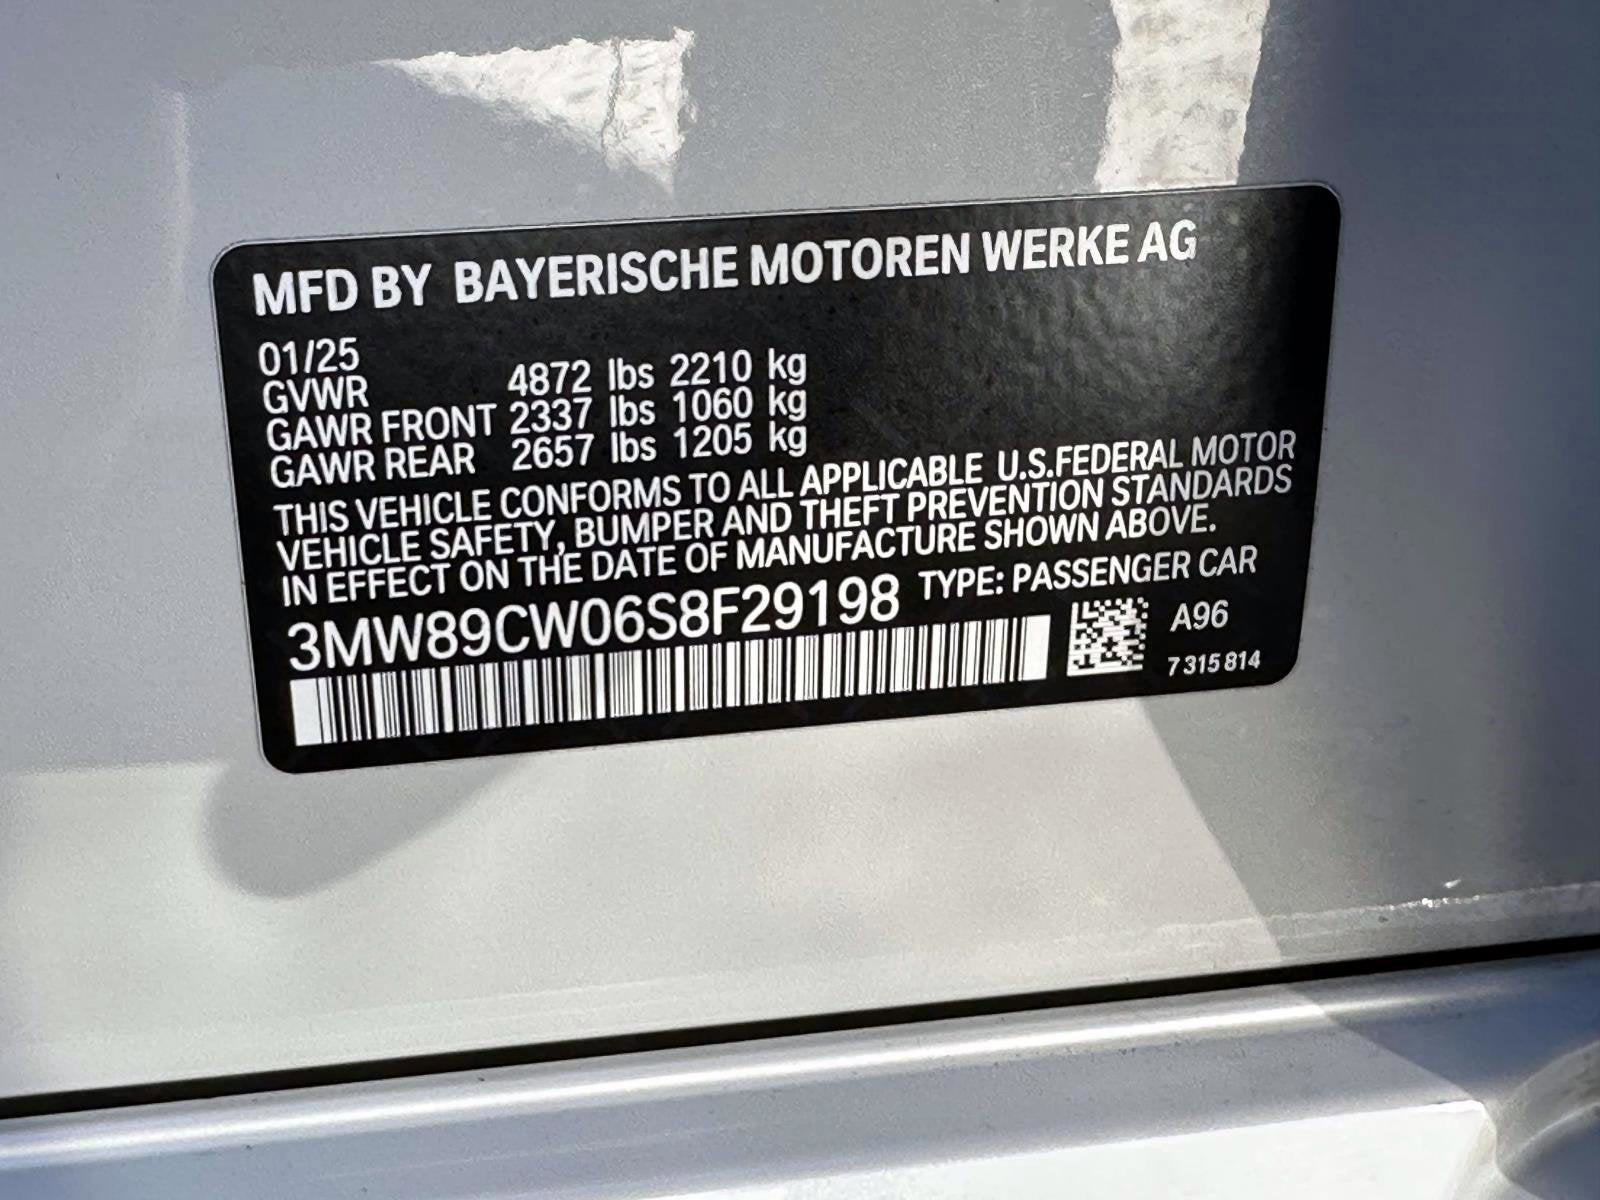 MFD BY BAYERISCHE MOTOREN WERKE AG
01/25
GVWR 4872 lbs 2210 kg
GAWR FRONT 2337 lbs 1060 kg
GAWR REAR 2657 lbs 1205 kg
THIS VEHICLE CONFORMS TO ALL APPLICABLE U.S.FEDERAL MOTOR
VEHICLE SAFETY, BUMPER AND THEFT PREVENTION STANDARDS
IN EFFECT ON THE DATE OF MANUFACTURE SHOWN ABOVE.
3MW89CW06S8F29198 TYPE: PASSENGER CAR
A96
7 315 814